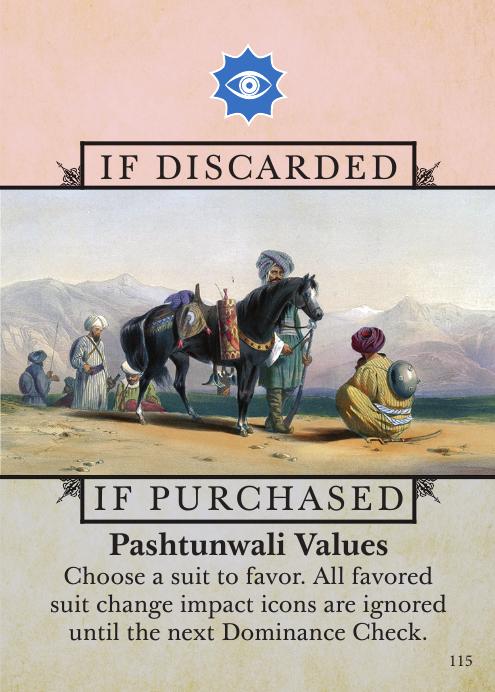 IF DISCARDED
IF PURCHASED
Pashtunwali Values
Choose a suit to favor. All favored
suit change impact icons are ignored
until the next Dominance Check.
115